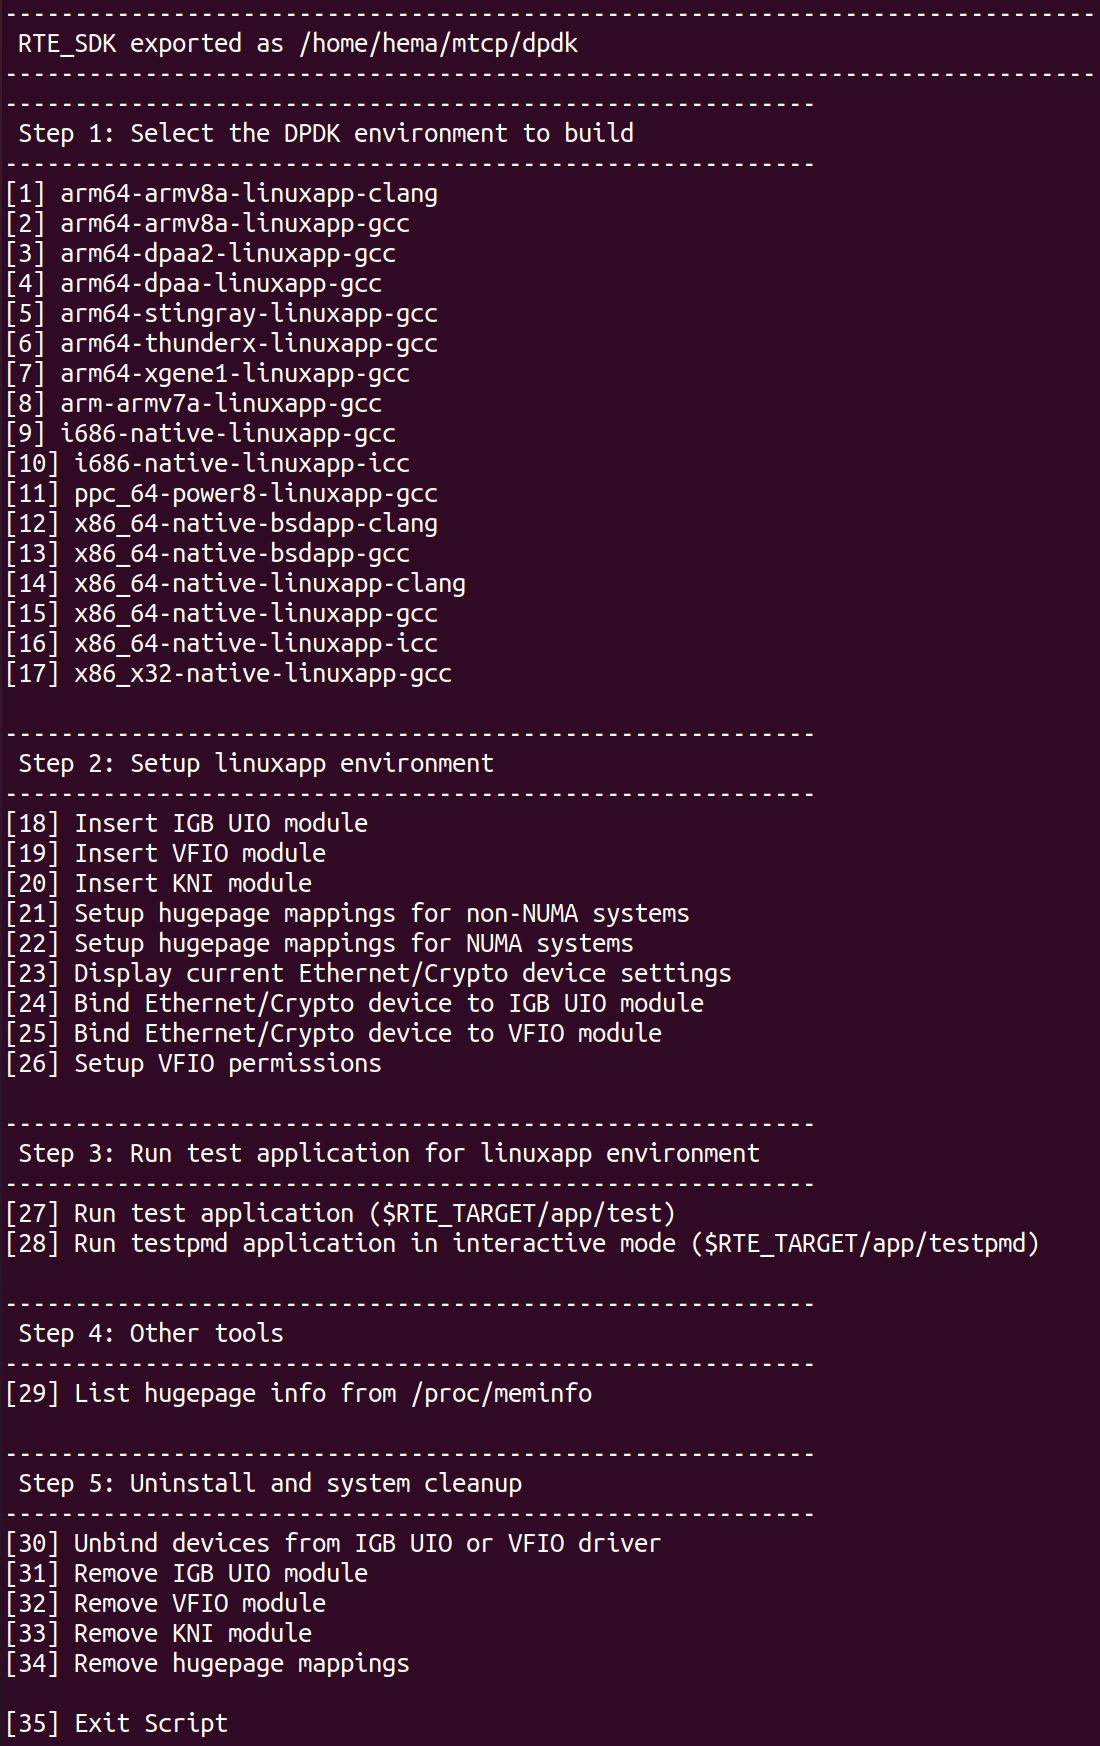 ------------------------------------------------------------------------------
 RTE_SDK exported as /home/hema/mtcp/dpdk
------------------------------------------------------------------------------
----------------------------------------------------------
 Step 1: Select the DPDK environment to build
----------------------------------------------------------
[1] arm64-armv8a-linuxapp-clang
[2] arm64-armv8a-linuxapp-gcc
[3] arm64-dpaa2-linuxapp-gcc
[4] arm64-dpaa-linuxapp-gcc
[5] arm64-stingray-linuxapp-gcc
[6] arm64-thunderx-linuxapp-gcc
[7] arm64-xgene1-linuxapp-gcc
[8] arm-armv7a-linuxapp-gcc
[9] i686-native-linuxapp-gcc
[10] i686-native-linuxapp-icc
[11] ppc_64-power8-linuxapp-gcc
[12] x86_64-native-bsdapp-clang
[13] x86_64-native-bsdapp-gcc
[14] x86_64-native-linuxapp-clang
[15] x86_64-native-linuxapp-gcc
[16] x86_64-native-linuxapp-icc
[17] x86_x32-native-linuxapp-gcc

----------------------------------------------------------
 Step 2: Setup linuxapp environment
----------------------------------------------------------
[18] Insert IGB UIO module
[19] Insert VFIO module
[20] Insert KNI module
[21] Setup hugepage mappings for non-NUMA systems
[22] Setup hugepage mappings for NUMA systems
[23] Display current Ethernet/Crypto device settings
[24] Bind Ethernet/Crypto device to IGB UIO module
[25] Bind Ethernet/Crypto device to VFIO module
[26] Setup VFIO permissions

----------------------------------------------------------
 Step 3: Run test application for linuxapp environment
----------------------------------------------------------
[27] Run test application ($RTE_TARGET/app/test)
[28] Run testpmd application in interactive mode ($RTE_TARGET/app/testpmd)

----------------------------------------------------------
 Step 4: Other tools
----------------------------------------------------------
[29] List hugepage info from /proc/meminfo

----------------------------------------------------------
 Step 5: Uninstall and system cleanup
----------------------------------------------------------
[30] Unbind devices from IGB UIO or VFIO driver
[31] Remove IGB UIO module
[32] Remove VFIO module
[33] Remove KNI module
[34] Remove hugepage mappings

[35] Exit Script